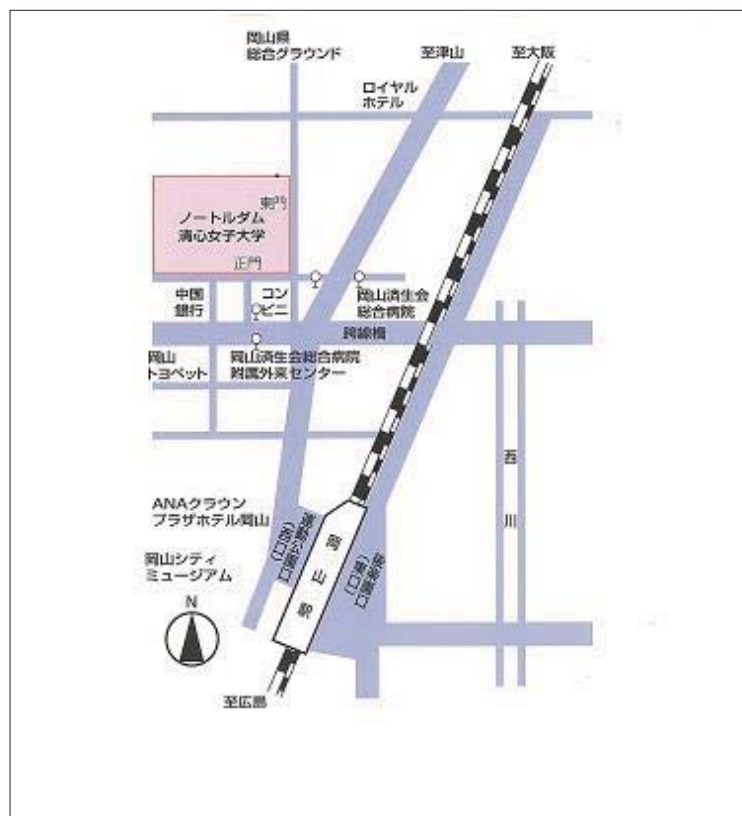 岡山県
総合グラウンド
至津山
至大阪
ロイヤル
ホテル
東門
ノートルダム
清心女子大学
正門
中国
銀行
コン
ビニ
岡山済生会
総合病院
跨線橋
岡山
トヨペット
岡山済生会総合病院
附属外来センター
西川
ANAクラウン
プラザホテル岡山
運動公園口
(西口)
岡山駅
後楽園口
(東口)
岡山シティ
ミュージアム
N
至広島